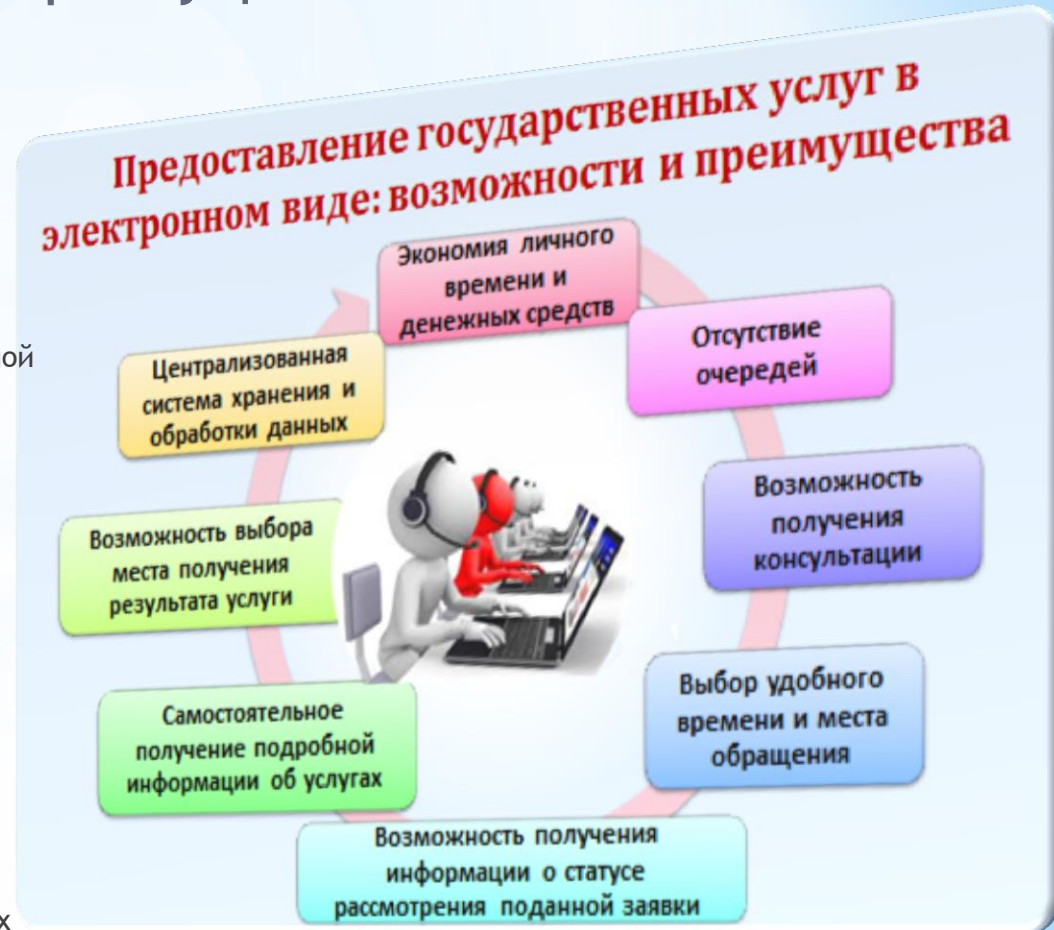 Предоставление государственных услуг в
электронном виде: возможности и преимущества
Экономия личного
времени и
денежных средств
Отсутствие
очередей
Возможность
получения
консультации
Выбор удобного
времени и места
обращения
Возможность получения
информации о статусе
рассмотрения поданной заявки
Самостоятельное
получение подробной
информации об услугах
Возможность выбора
места получения
результата услуги
Централизованная
система хранения и
обработки данных
ой
х